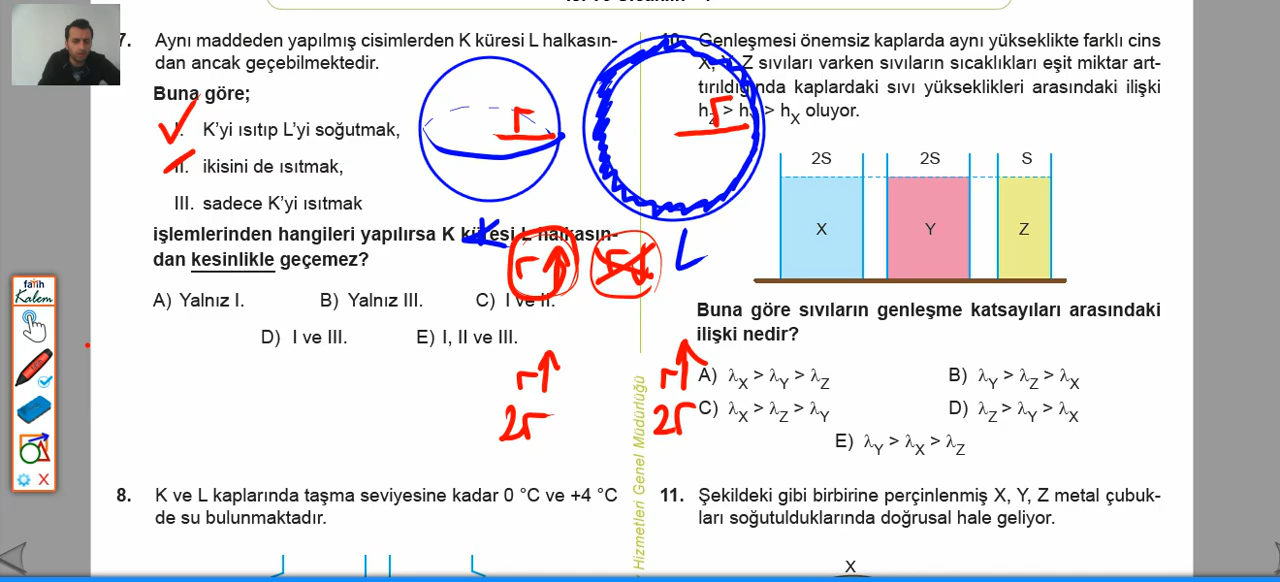 fatih
Kalem
X
7. Aynı maddeden yapılmış cisimlerden K küresi L halkasın-
dan ancak geçebilmektedir.
Buna göre;
I. K'yi ısıtıp L'yi soğutmak,
II. ikisini de ısıtmak,
III. sadece K'yi ısıtmak
işlemlerinden hangileri yapılırsa K küresi L halkasın-
dan kesinlikle geçemez?
A) Yalnız I. B) Yalnız III. C) I ve II.
D) I ve III. E) I, II ve III.
r
r
K
L
r↑
r↓
r↑
2r
r↑
2r
8. K ve L kaplarında taşma seviyesine kadar 0 °C ve +4 °C
de su bulunmaktadır.
Hizmetleri Genel Müdürlüğü
10. Genleşmesi önemsiz kaplarda aynı yükseklikte farklı cins
X, Y, Z sıvıları varken sıvıların sıcaklıkları eşit miktar art-
tırıldığında kaplardaki sıvı yükseklikleri arasındaki ilişki
hZ > hY > hX oluyor.
2S 2S S
X Y Z
Buna göre sıvıların genleşme katsayıları arasındaki
ilişki nedir?
A) λX > λY > λZ B) λY > λZ > λX
C) λX > λZ > λY D) λZ > λY > λX
E) λY > λX > λZ
11. Şekildeki gibi birbirine perçinlenmiş X, Y, Z metal çubuk-
ları soğutulduklarında doğrusal hale geliyor.
X